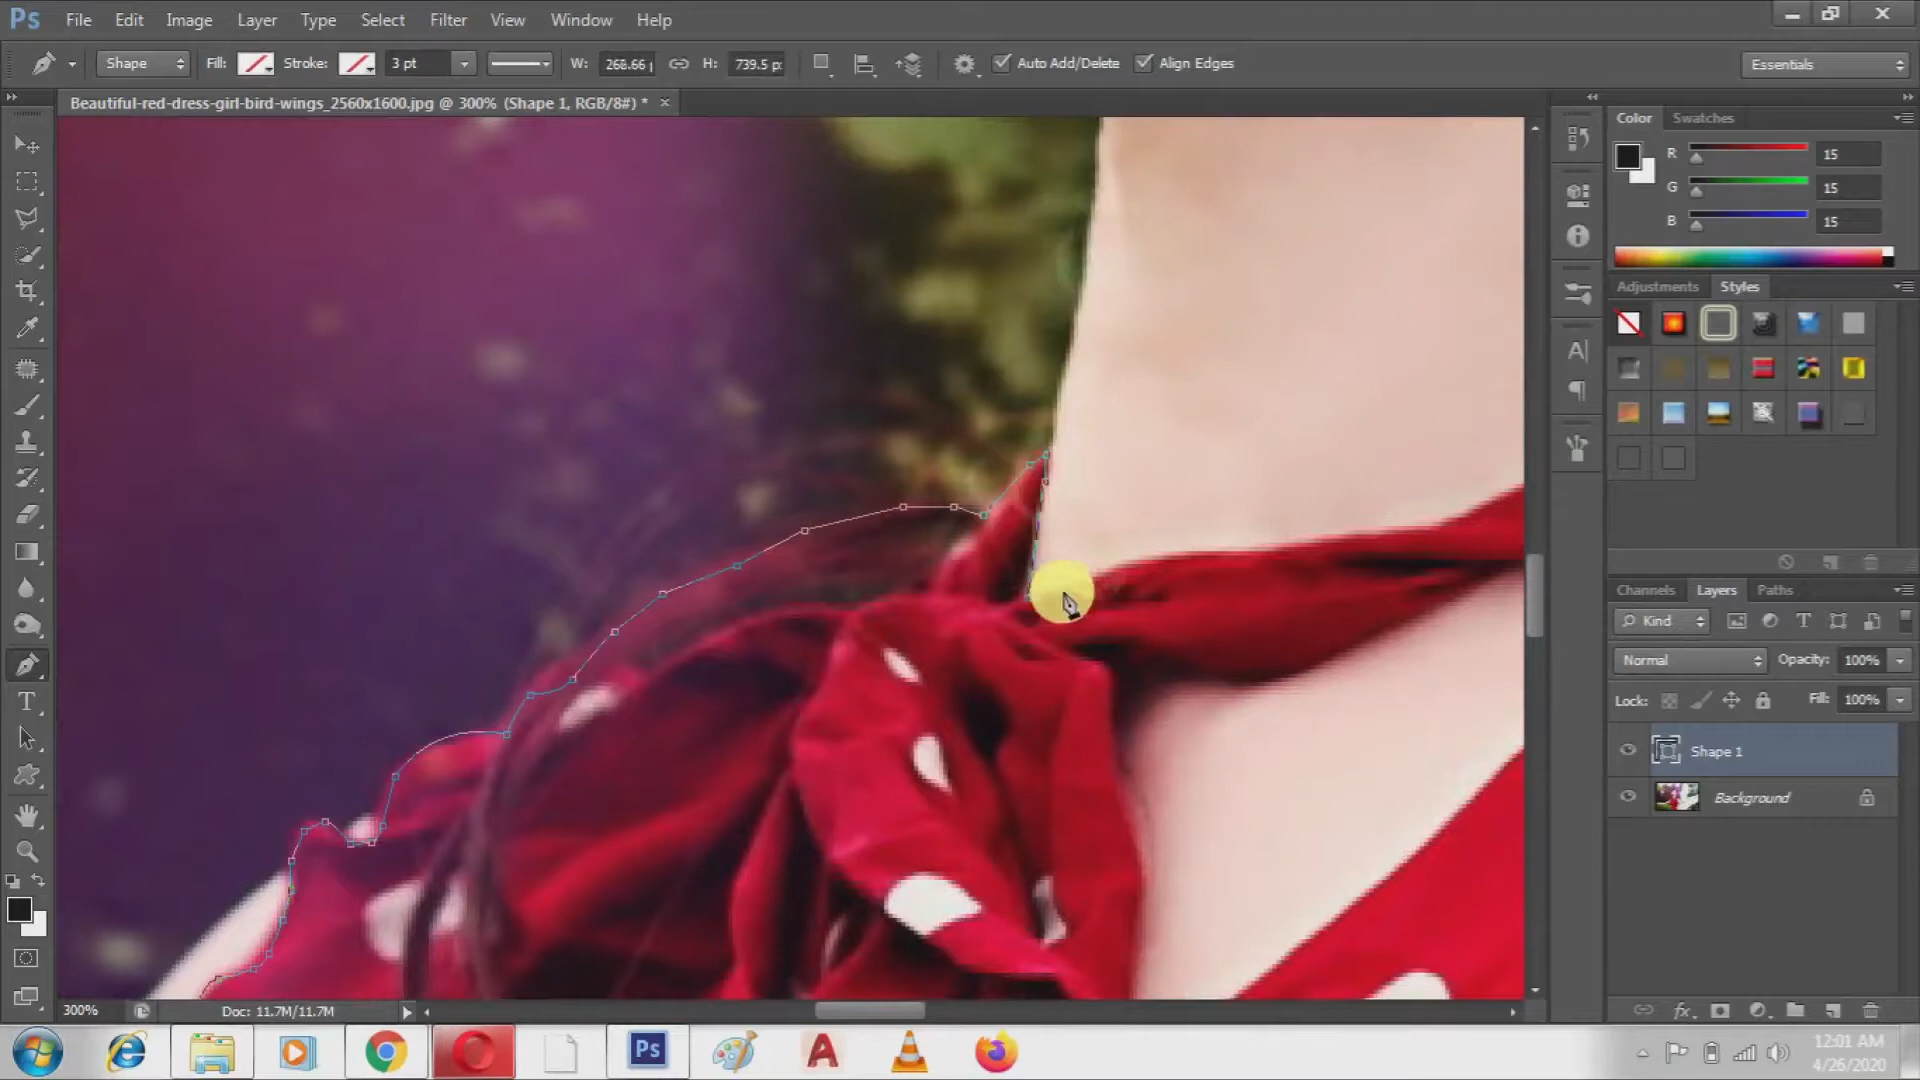 Ps File Edit Image Layer Type Select Filter View Window Help
Shape Fill: Stroke: 3 pt W: 268.66 H: 739.5 p: Auto Add/Delete Align Edges Essentials
Beautiful-red-dress-girl-bird-wings_2560x1600.jpg @ 300% (Shape 1, RGB/8#) *
Color Swatches
R 15
G 15
B 15
Adjustments Styles
Channels Layers Paths
Kind
Normal Opacity: 100%
Lock: Fill: 100%
Shape 1
Background
300% Doc: 11.7M/11.7M
12:01 AM
4/26/2020